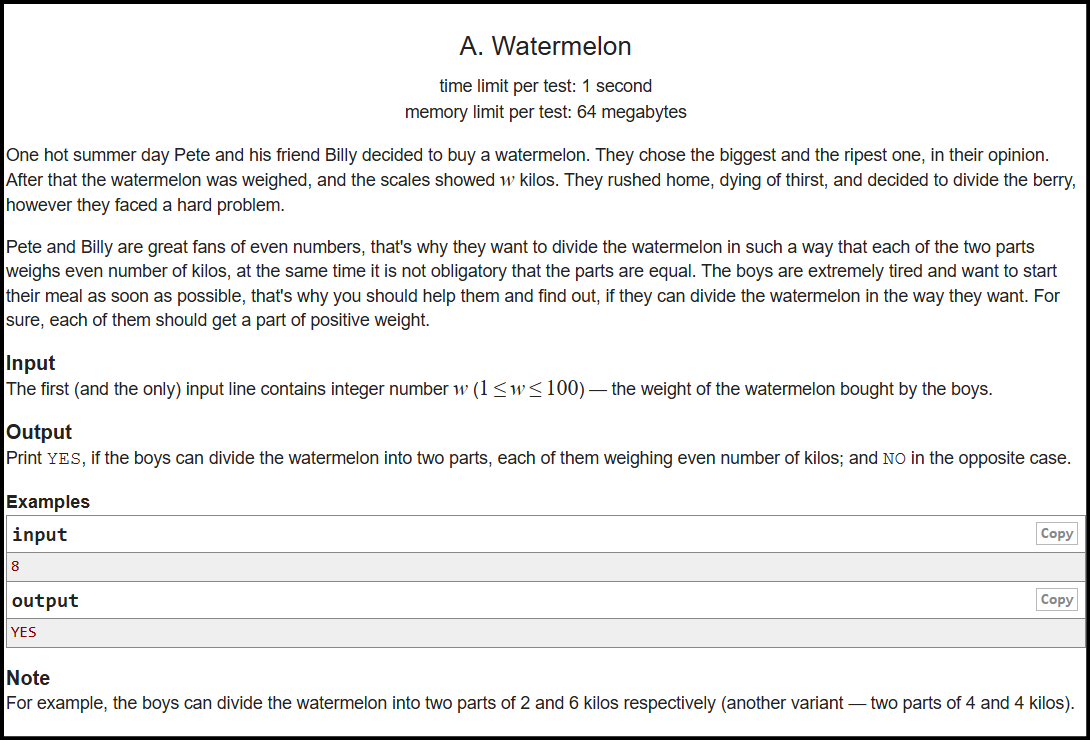 A. Watermelon
time limit per test: 1 second
memory limit per test: 64 megabytes
One hot summer day Pete and his friend Billy decided to buy a watermelon. They chose the biggest and the ripest one, in their opinion.
After that the watermelon was weighed, and the scales showed w kilos. They rushed home, dying of thirst, and decided to divide the berry,
however they faced a hard problem.
Pete and Billy are great fans of even numbers, that's why they want to divide the watermelon in such a way that each of the two parts
weighs even number of kilos, at the same time it is not obligatory that the parts are equal. The boys are extremely tired and want to start
their meal as soon as possible, that's why you should help them and find out, if they can divide the watermelon in the way they want. For
sure, each of them should get a part of positive weight.
Input
The first (and the only) input line contains integer number w (1 ≤ w ≤ 100) — the weight of the watermelon bought by the boys.
Output
Print YES, if the boys can divide the watermelon into two parts, each of them weighing even number of kilos; and NO in the opposite case.
Examples
input Copy
8
output Copy
YES
Note
For example, the boys can divide the watermelon into two parts of 2 and 6 kilos respectively (another variant — two parts of 4 and 4 kilos).